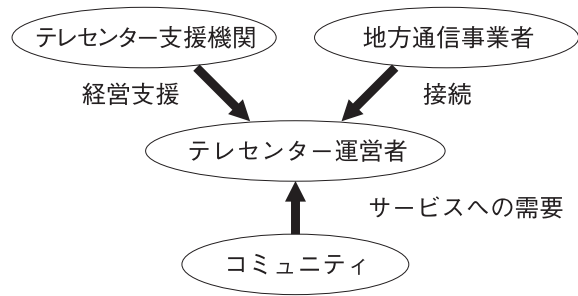 テレセンター支援機関
地方通信事業者
経営支援
接続
テレセンター運営者
サービスへの需要
コミュニティ